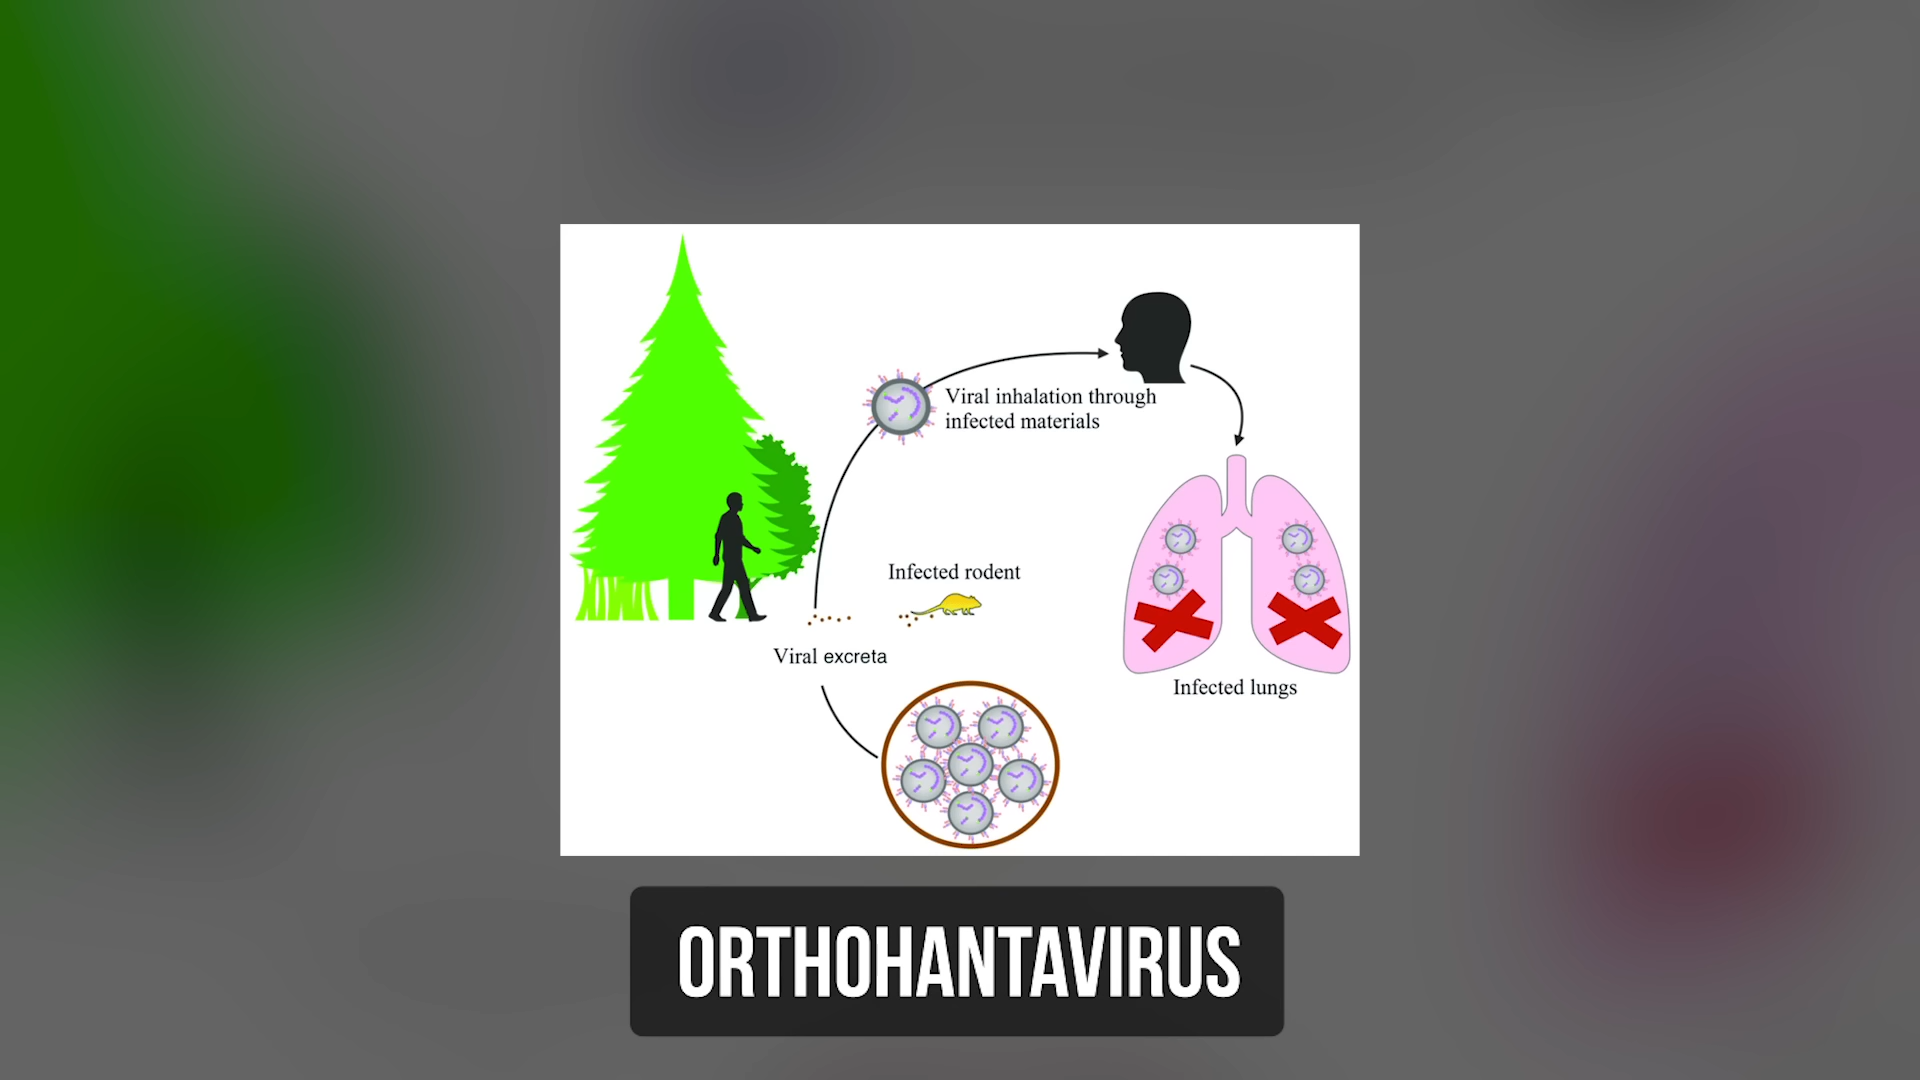 Viral inhalation through
infected materials
Infected rodent
Viral excreta
Infected lungs
ORTHOHANTAVIRUS